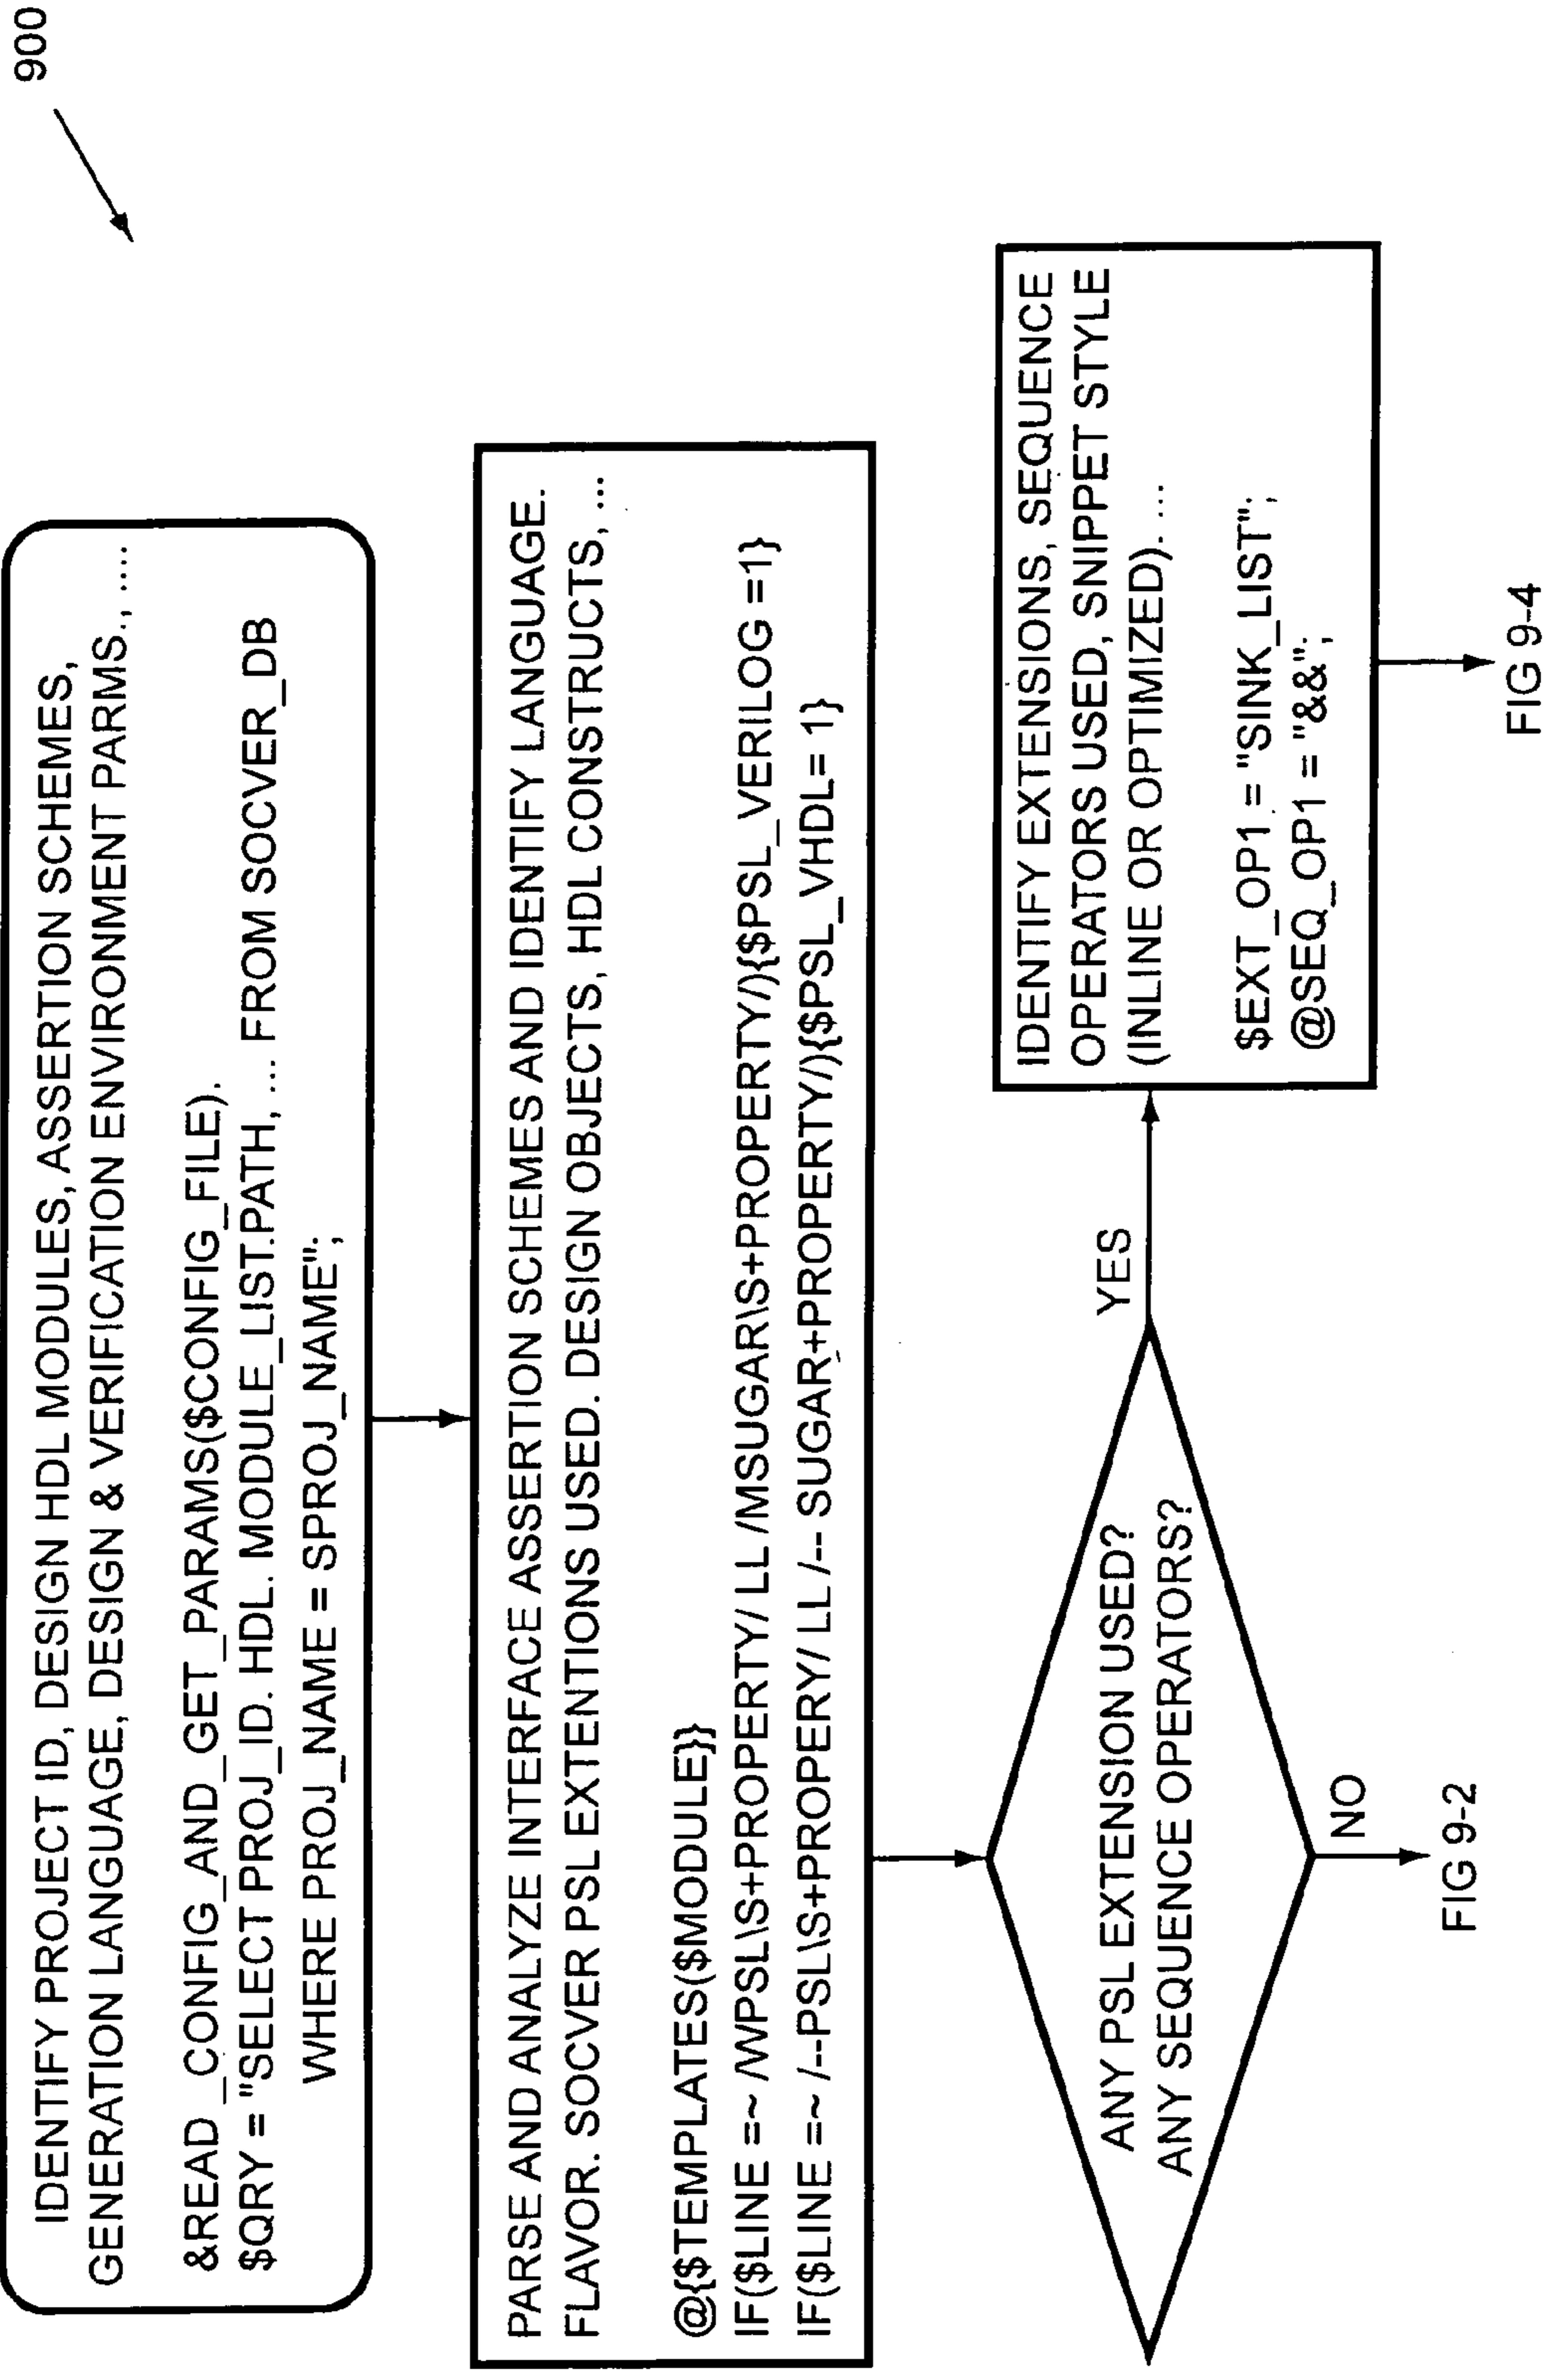 900
IDENTIFY PROJECT ID, DESIGN HDL MODULES, ASSERTION SCHEMES,
GENERATION LANGUAGE, DESIGN & VERIFICATION ENVIRONMENT PARMS., ....
&READ_CONFIG_AND_GET_PARAMS($CONFIG_FILE).
$QRY = "SELECT PROJ_ID. HDL. MODULE_LIST.PATH, ... FROM SOCVER_DB
WHERE PROJ_NAME = SPROJ_NAME":
PARSE AND ANALYZE INTERFACE ASSERTION SCHEMES AND IDENTIFY LANGUAGE.
FLAVOR. SOCVER PSL EXTENTIONS USED. DESIGN OBJECTS, HDL CONSTRUCTS, ...
@{$TEMPLATES($MODULE}}
IF($LINE =~ /WPSL\S+PROPERTY/ LL /MSUGAR\S+PROPERTY/){$PSL_VERILOG =1}
IF($LINE =~ /--PSL\S+PROPERY/ LL /-- SUGAR+PROPERTY/){$PSL_VHDL= 1}
ANY PSL EXTENSION USED?
ANY SEQUENCE OPERATORS?
YES
NO
FIG 9-2
IDENTIFY EXTENSIONS, SEQUENCE
OPERATORS USED, SNIPPET STYLE
(INLINE OR OPTIMIZED). ...
$EXT_OP1 = "SINK_LIST";
@SEQ_OP1 = "&&";
FIG 9-4